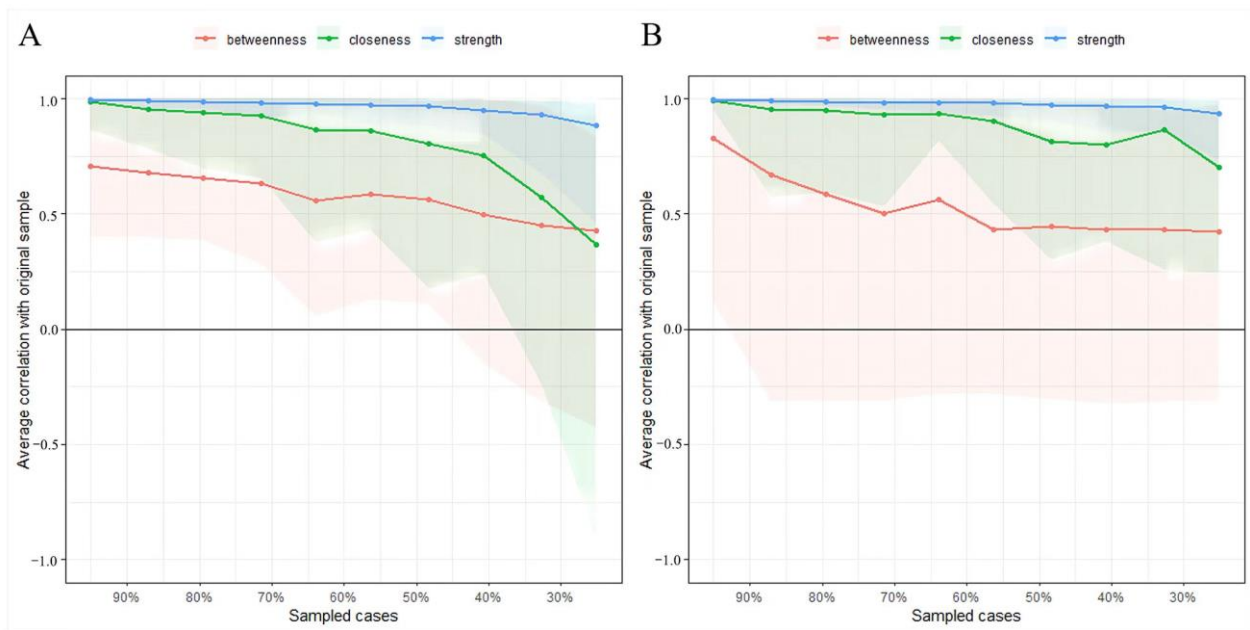 A
betweenness closeness strength
Average correlation with original sample
1.0
0.5
0.0
−0.5
−1.0
90% 80% 70% 60% 50% 40% 30%
Sampled cases
B
betweenness closeness strength
Average correlation with original sample
1.0
0.5
0.0
−0.5
−1.0
90% 80% 70% 60% 50% 40% 30%
Sampled cases